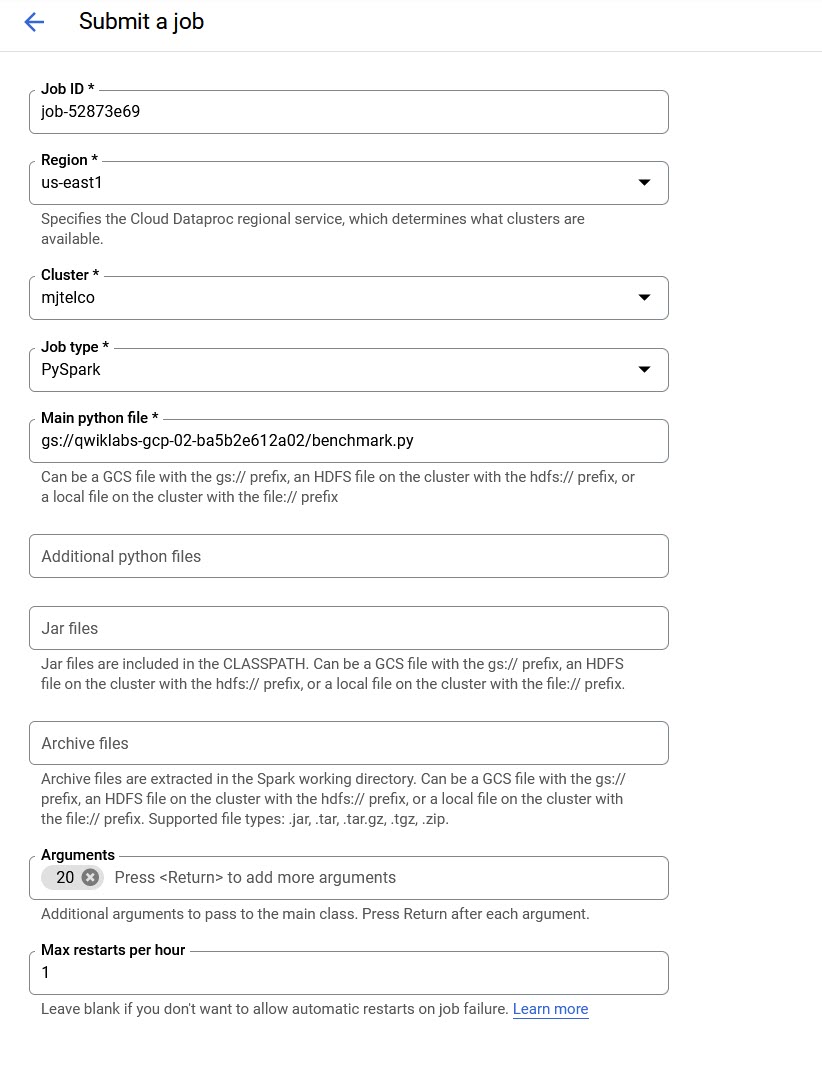 Submit a job
Job ID *
job-52873e69
Region *
us-east1
Specifies the Cloud Dataproc regional service, which determines what clusters are
available.
Cluster *
mjtelco
Job type *
PySpark
Main python file *
gs://qwiklabs-gcp-02-ba5b2e612a02/benchmark.py
Can be a GCS file with the gs:// prefix, an HDFS file on the cluster with the hdfs:// prefix, or
a local file on the cluster with the file:// prefix
Additional python files
Jar files
Jar files are included in the CLASSPATH. Can be a GCS file with the gs:// prefix, an HDFS
file on the cluster with the hdfs:// prefix, or a local file on the cluster with the file:// prefix.
Archive files
Archive files are extracted in the Spark working directory. Can be a GCS file with the gs://
prefix, an HDFS file on the cluster with the hdfs:// prefix, or a local file on the cluster with
the file:// prefix. Supported file types: .jar, .tar, .tar.gz, .tgz, .zip.
Arguments
20 Press <Return> to add more arguments
Additional arguments to pass to the main class. Press Return after each argument.
Max restarts per hour
1
Leave blank if you don't want to allow automatic restarts on job failure. Learn more